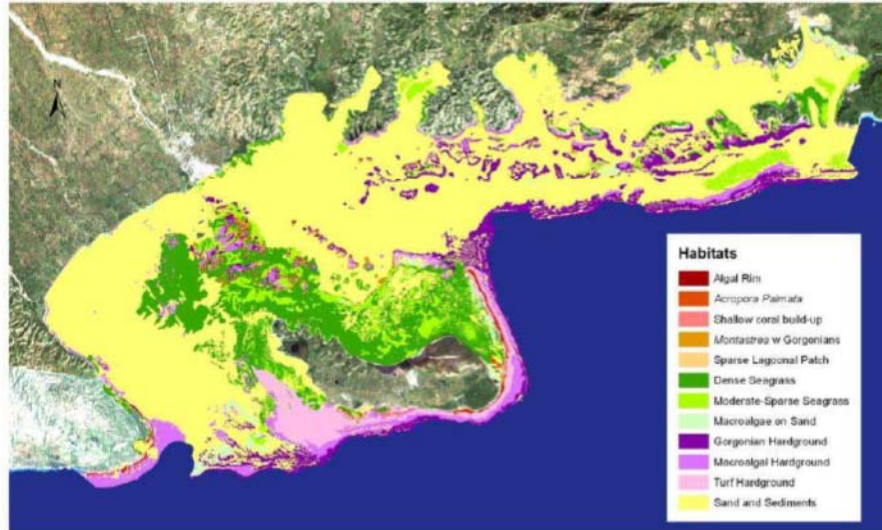 N
Habitats
Algal Rim
Acropora Palmata
Shallow coral build-up
Montastrea w Gorgonians
Sparse Lagoonal Patch
Dense Seagrass
Moderate-Sparse Seagrass
Macroalgae on Sand
Gorgonian Hardground
Macroalgal Hardground
Turf Hardground
Sand and Sediments